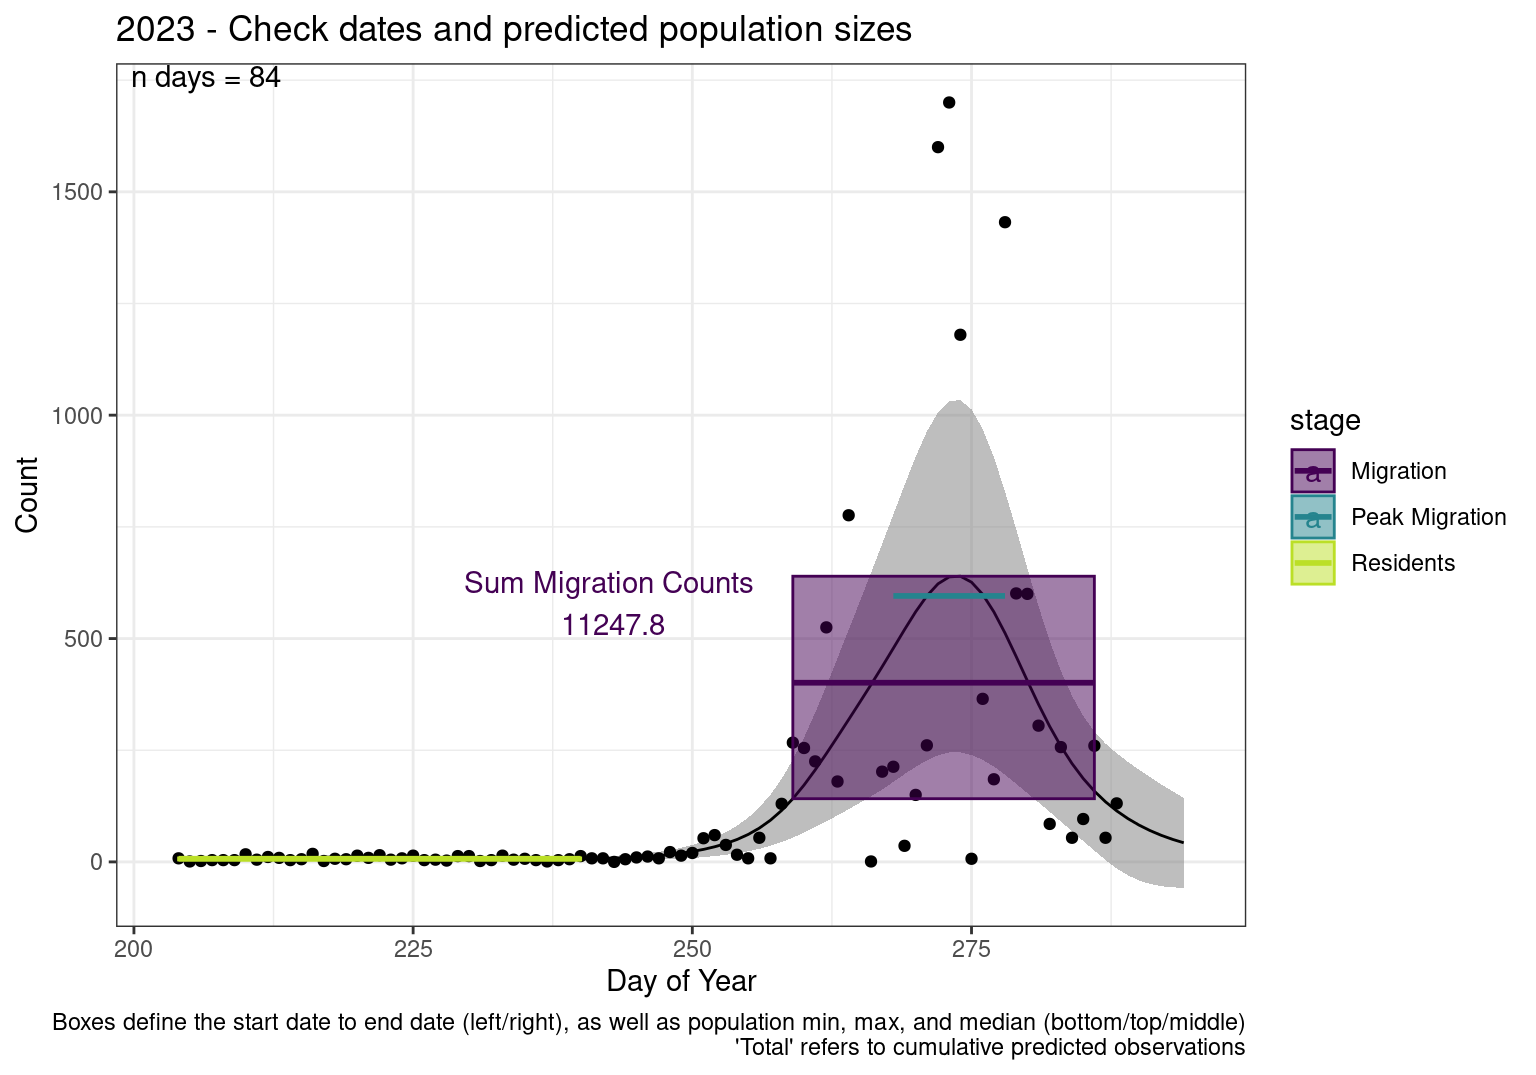 2023 - Check dates and predicted population sizes
n days = 84
1500
1000
500
0
Count
Sum Migration Counts
11247.8
200
225
250
275
Day of Year
stage
a Migration
a Peak Migration
Residents
Boxes define the start date to end date (left/right), as well as population min, max, and median (bottom/top/middle)
'Total' refers to cumulative predicted observations